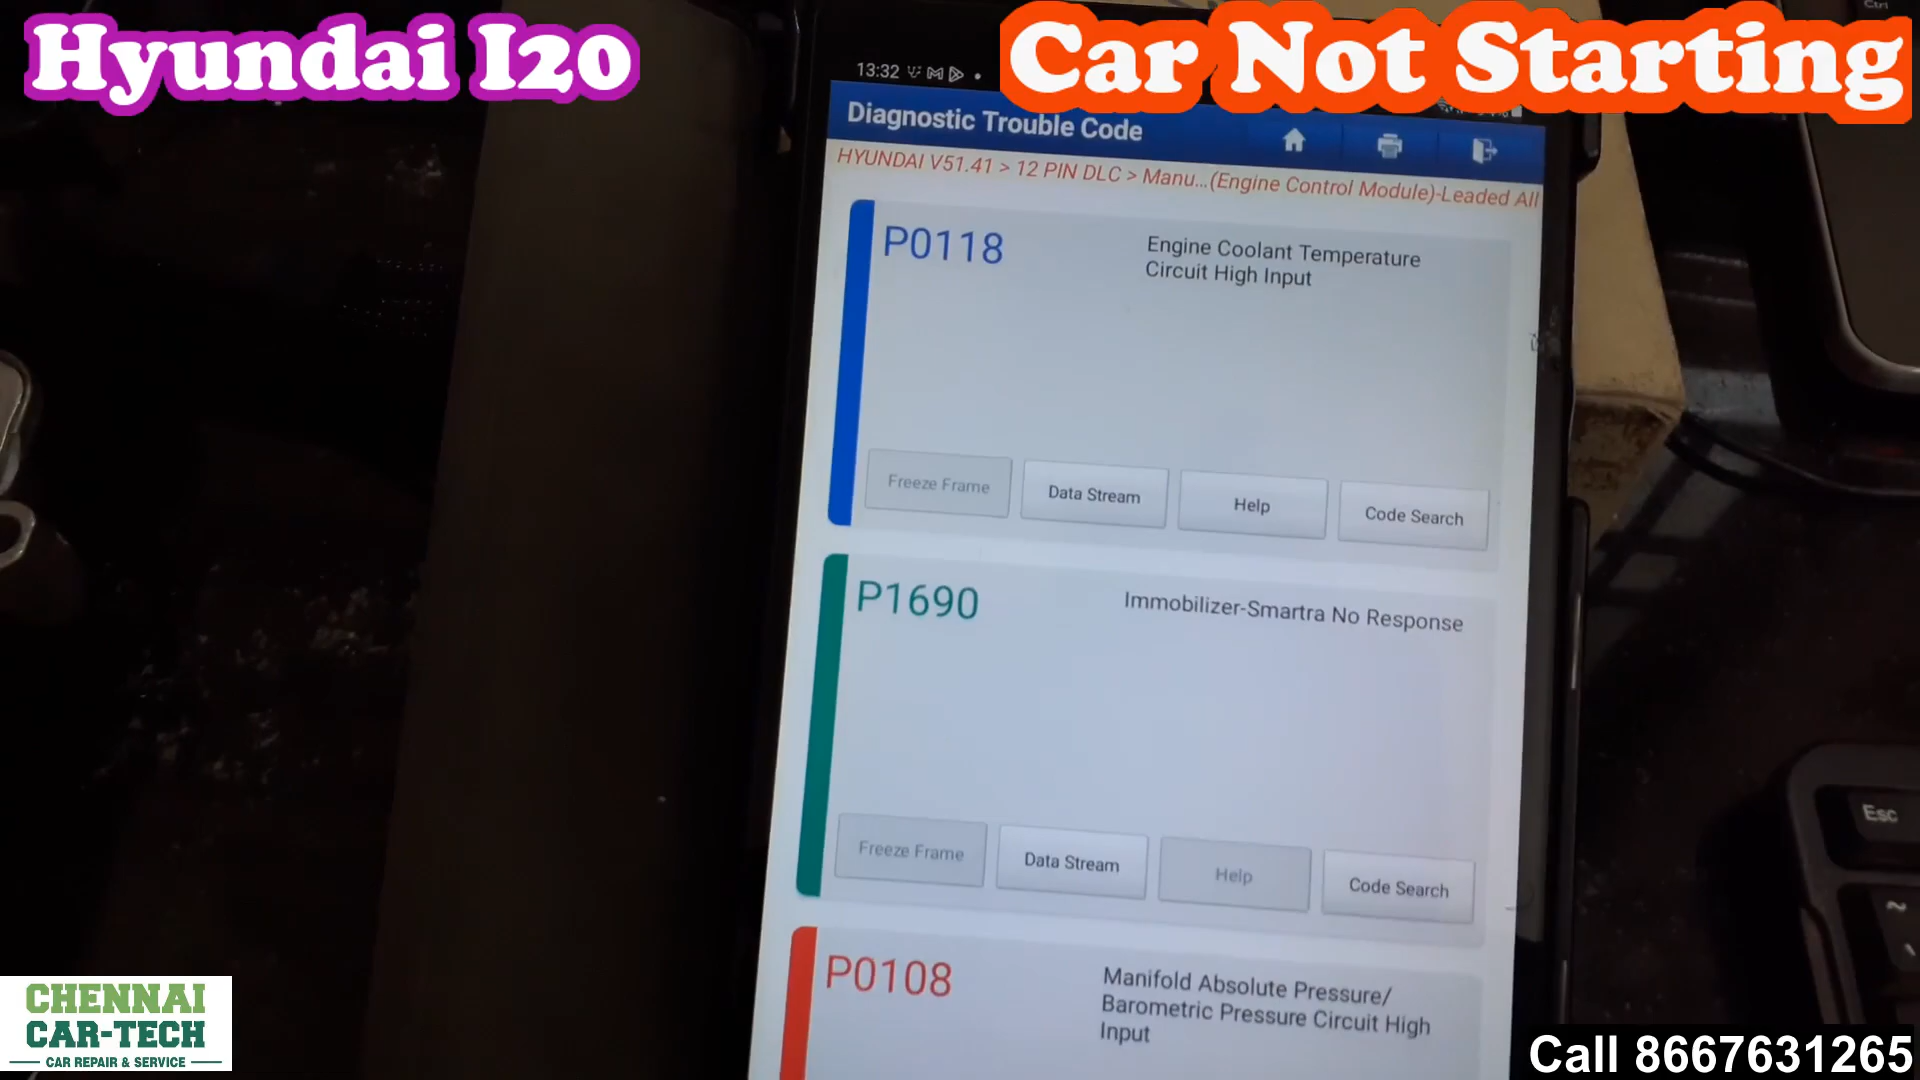 Hyundai I20
Car Not Starting
13:32
Diagnostic Trouble Code
HYUNDAI V51.41 > 12 PIN DLC > Manu...(Engine Control Module)-Leaded All
P0118
Engine Coolant Temperature
Circuit High Input
Freeze Frame
Data Stream
Help
Code Search
P1690
Immobilizer-Smartra No Response
Freeze Frame
Data Stream
Help
Code Search
P0108
Manifold Absolute Pressure/
Barometric Pressure Circuit High
Input
Ctrl
Esc
~
CHENNAI
CAR-TECH
CAR REPAIR & SERVICE
Call 8667631265